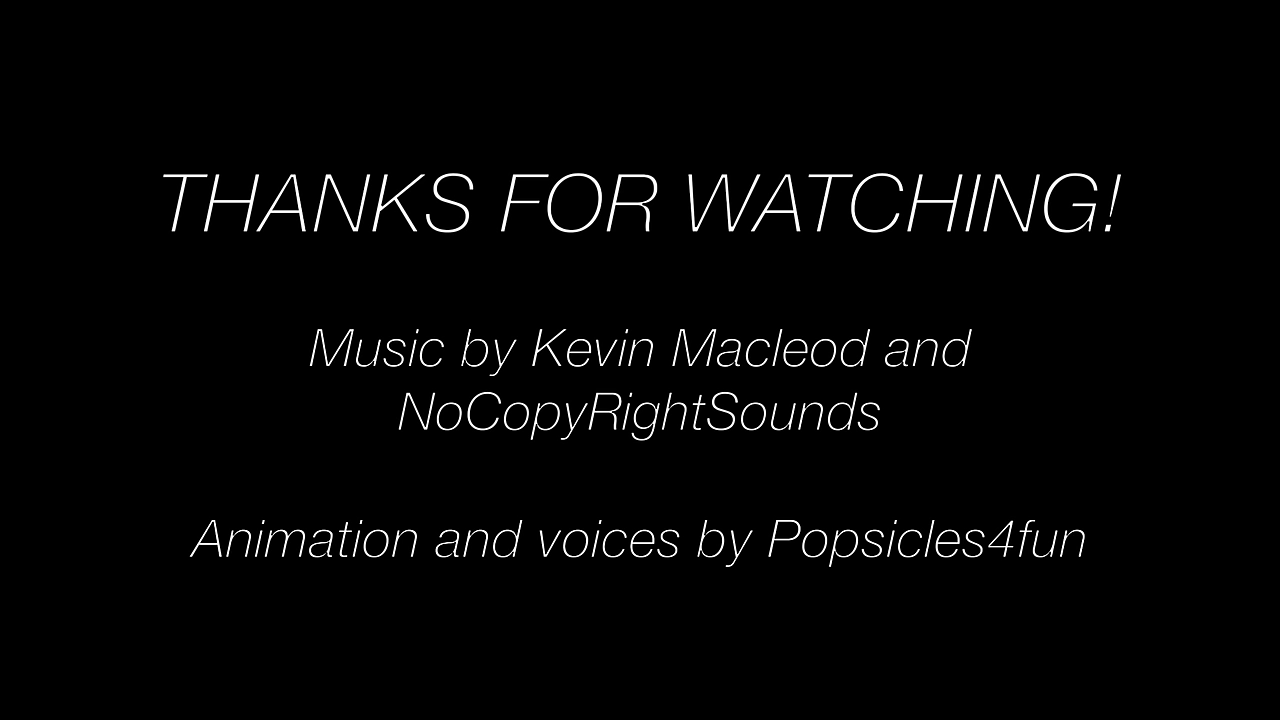 THANKS FOR WATCHING!
Music by Kevin Macleod and
NoCopyRightSounds
Animation and voices by Popsicles4fun